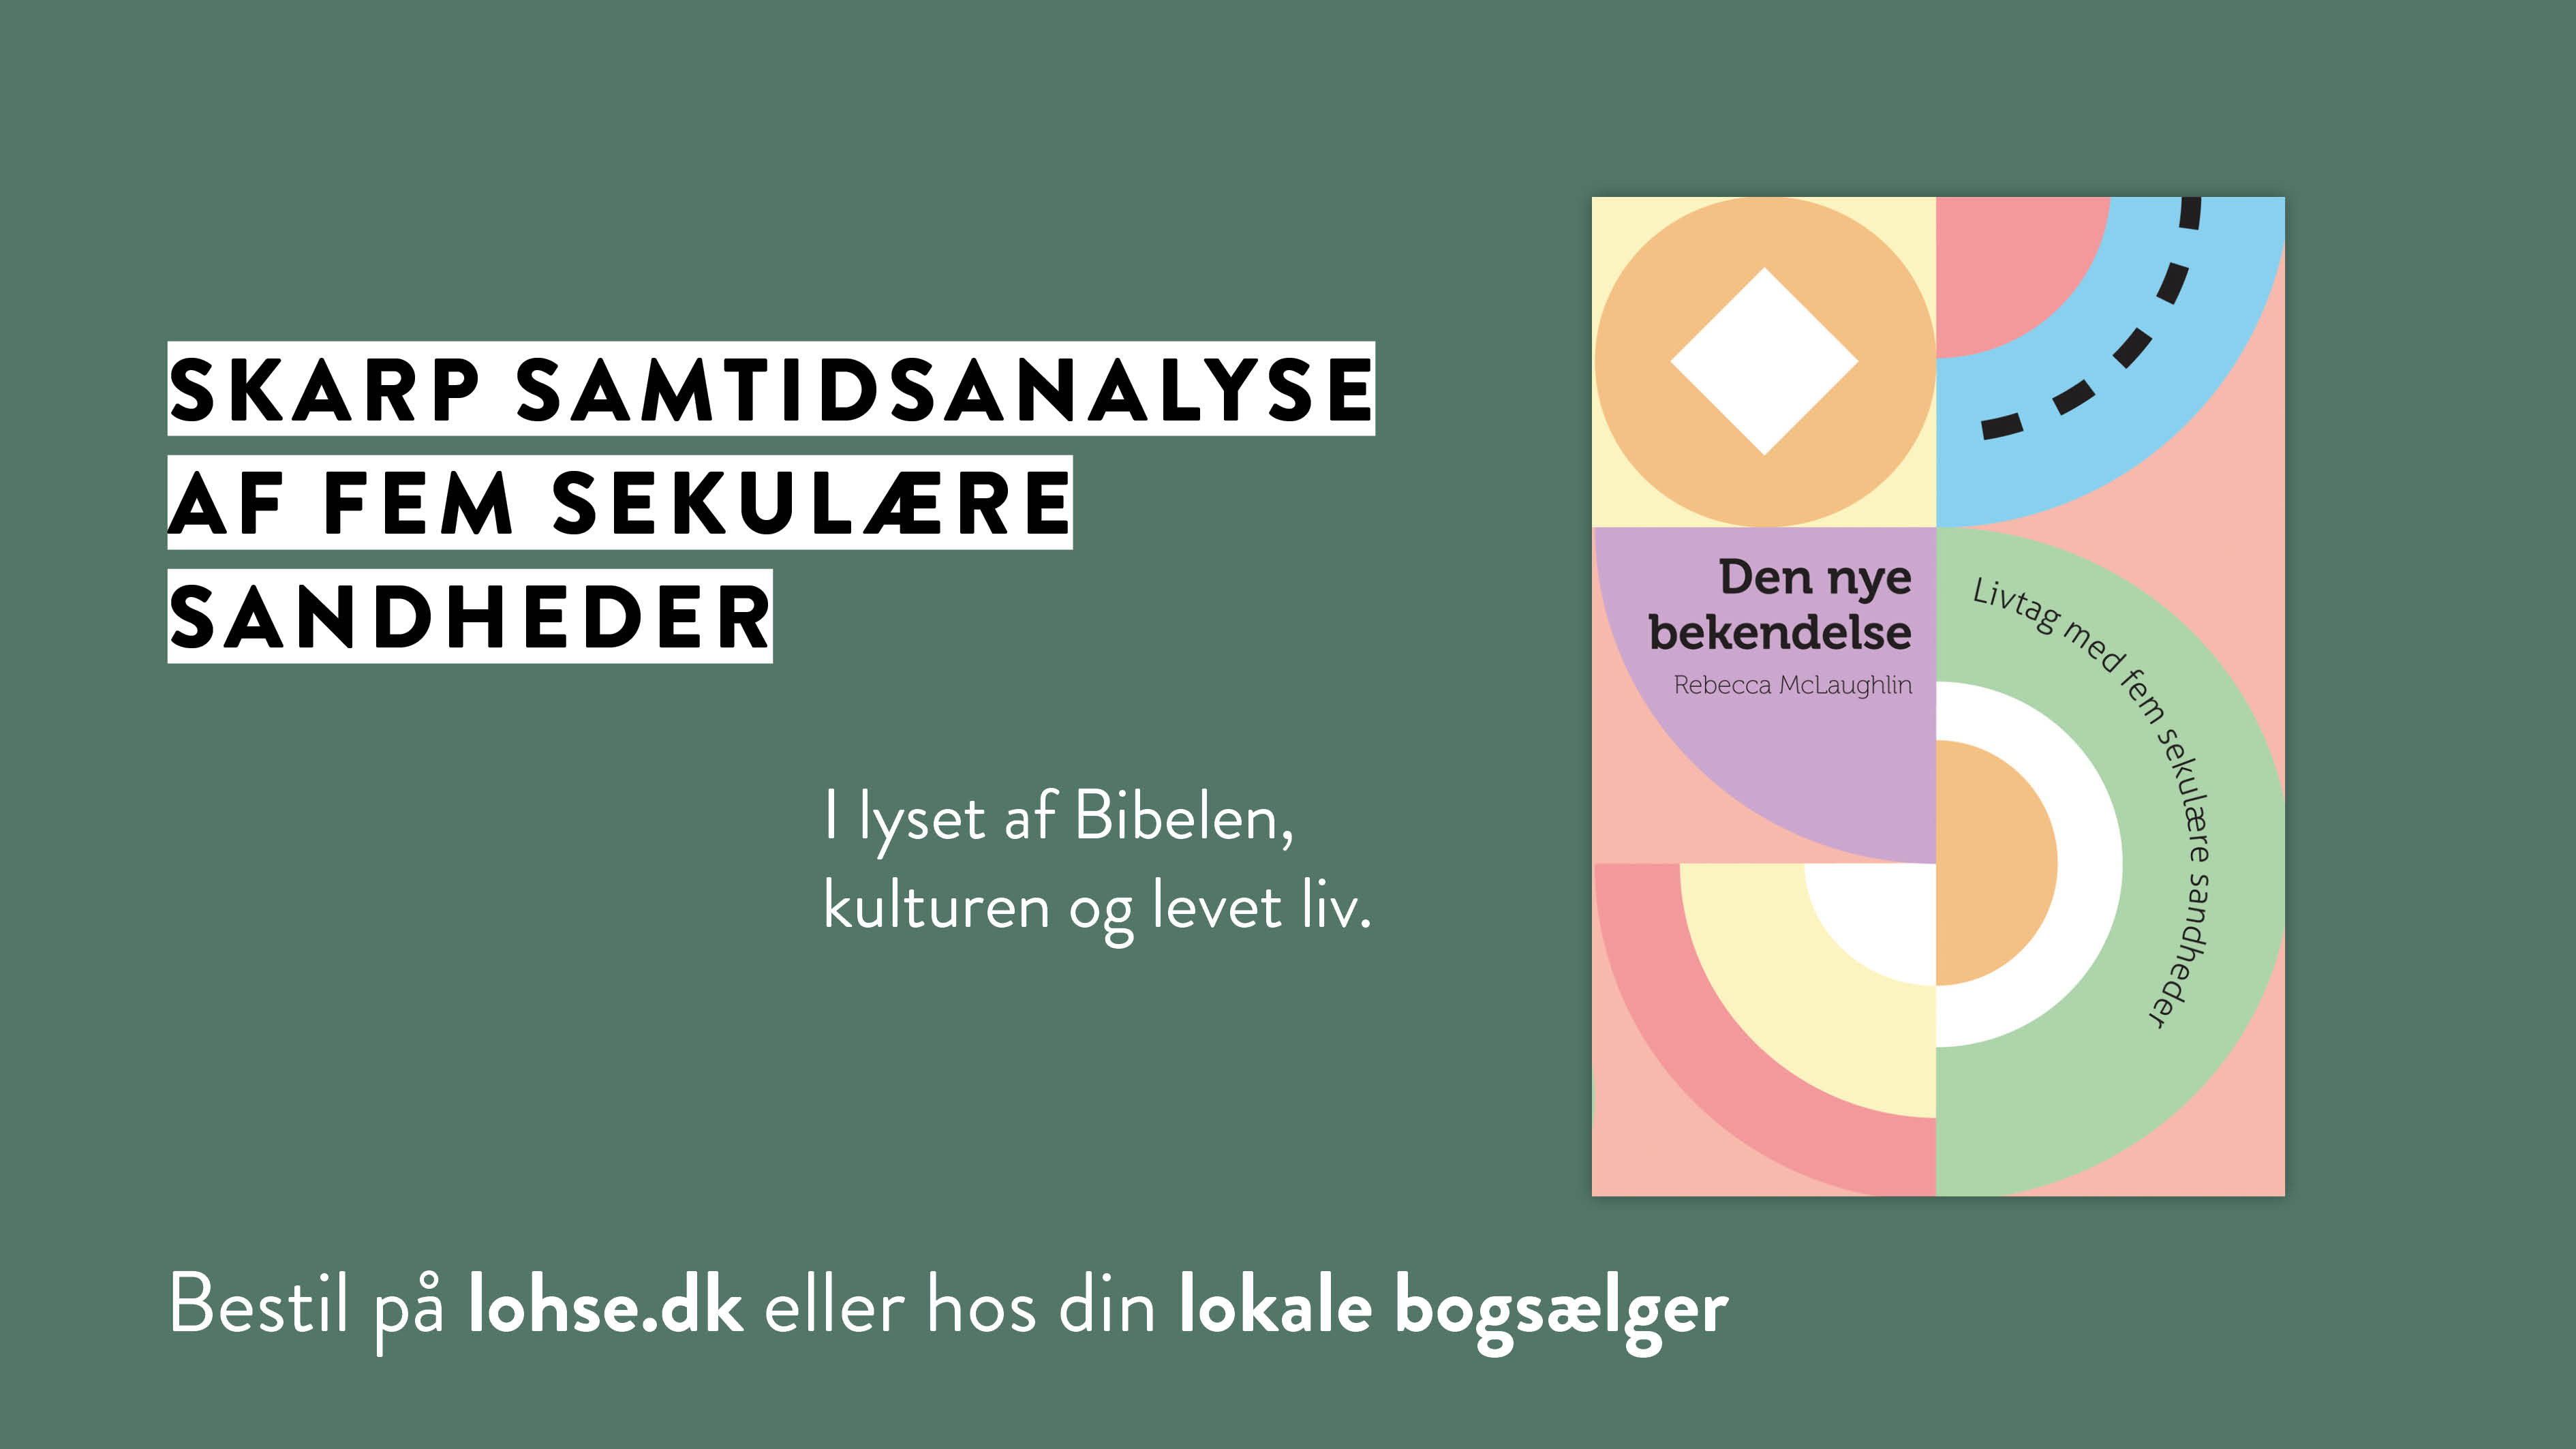 SKARP SAMTIDSANALYSE
AF FEM SEKULÆRE
SANDHEDER
I lyset af Bibelen,
kulturen og levet liv.
Den nye
bekendelse
Rebecca McLaughlin
Livtag med fem sekulære sandheder
Bestil på lohse.dk eller hos din lokale bogsælger